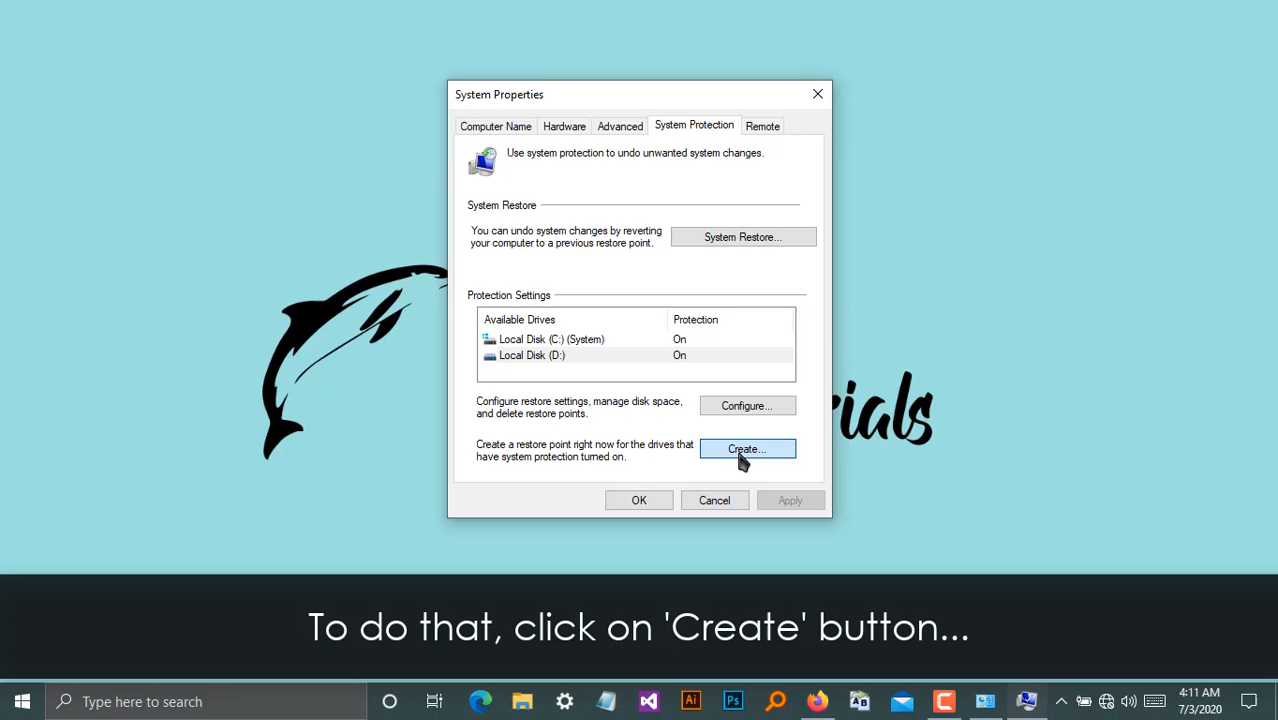 System Properties
Computer Name
Hardware
Advanced
System Protection
Remote
Use system protection to undo unwanted system changes.
System Restore
You can undo system changes by reverting
your computer to a previous restore point.
System Restore...
Protection Settings
Available Drives
Protection
Local Disk (C:) (System)
On
Local Disk (D:)
On
Configure restore settings, manage disk space,
and delete restore points.
Configure...
Create a restore point right now for the drives that
have system protection turned on.
Create...
OK
Cancel
Apply
rials
To do that, click on 'Create' button...
Type here to search
Ai
Ps
AB
4:11 AM
7/3/2020